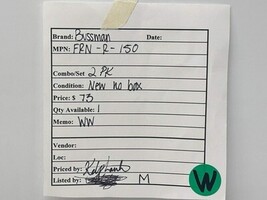 Brand: Bussman Date:
MPN: FRN-R-150
Combo/Set 2 PK
Condition: New no box
Price: $ 73
Qty Available: 1
Memo: WW
Vendor:
Loc:
Priced by:
Listed by: M
W